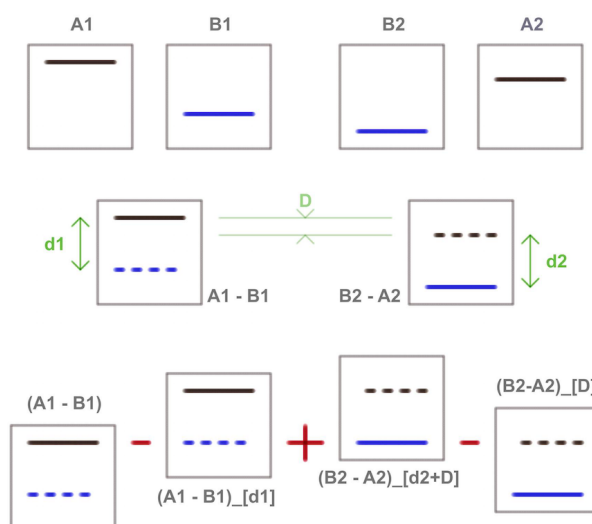 A1
B1
B2
A2
D
d1
d2
A1 - B1
B2 - A2
(A1 - B1)
(A1 - B1)_[d1]
(B2 - A2)_[d2+D]
(B2-A2)_[D]